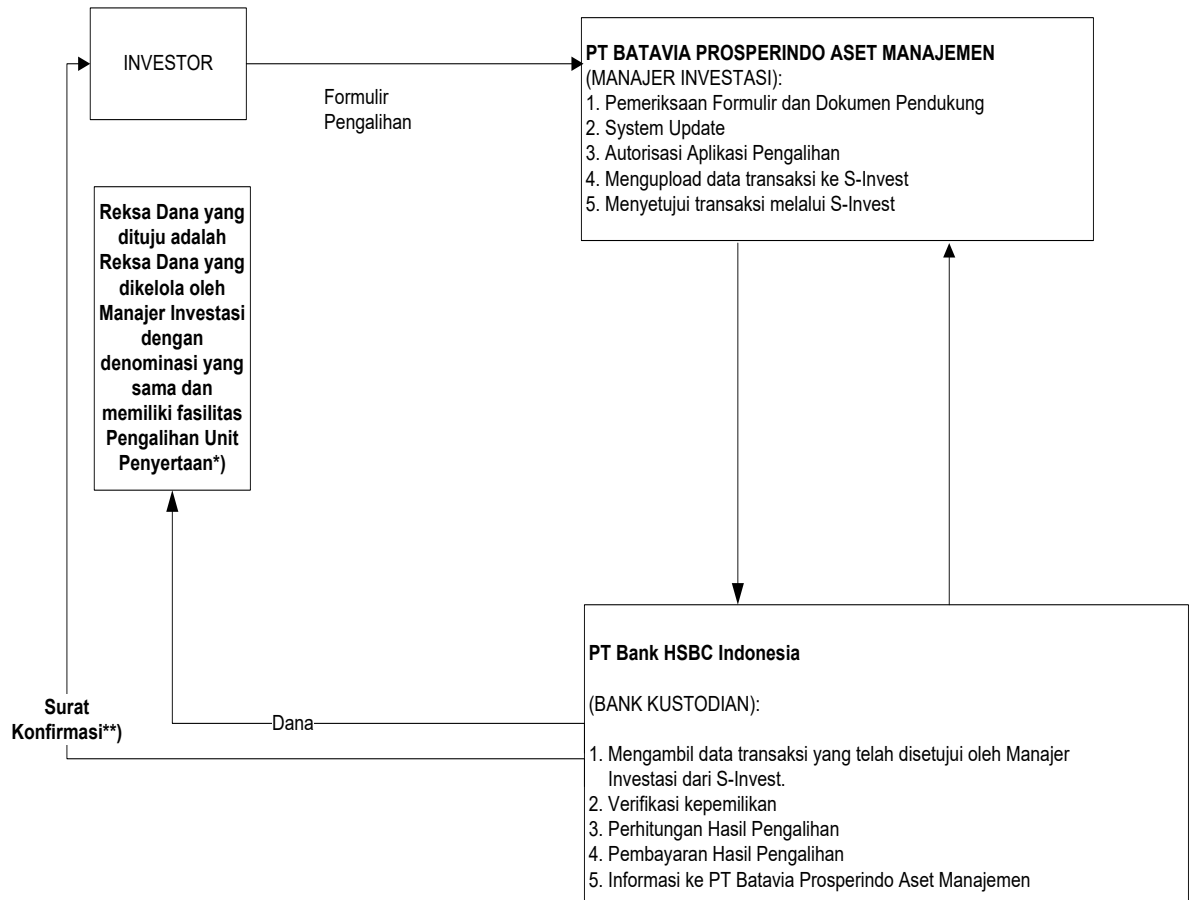 INVESTOR
Formulir
Pengalihan
PT BATAVIA PROSPERINDO ASET MANAJEMEN
(MANAJER INVESTASI):
1. Pemeriksaan Formulir dan Dokumen Pendukung
2. System Update
3. Autorisasi Aplikasi Pengalihan
4. Mengupload data transaksi ke S-Invest
5. Menyetujui transaksi melalui S-Invest
Reksa Dana yang
dituju adalah
Reksa Dana yang
dikelola oleh
Manajer Investasi
dengan
denominasi yang
sama dan
memiliki fasilitas
Pengalihan Unit
Penyertaan*)
Surat
Konfirmasi**)
Dana
PT Bank HSBC Indonesia
(BANK KUSTODIAN):
1. Mengambil data transaksi yang telah disetujui oleh Manajer
Investasi dari S-Invest.
2. Verifikasi kepemilikan
3. Perhitungan Hasil Pengalihan
4. Pembayaran Hasil Pengalihan
5. Informasi ke PT Batavia Prosperindo Aset Manajemen